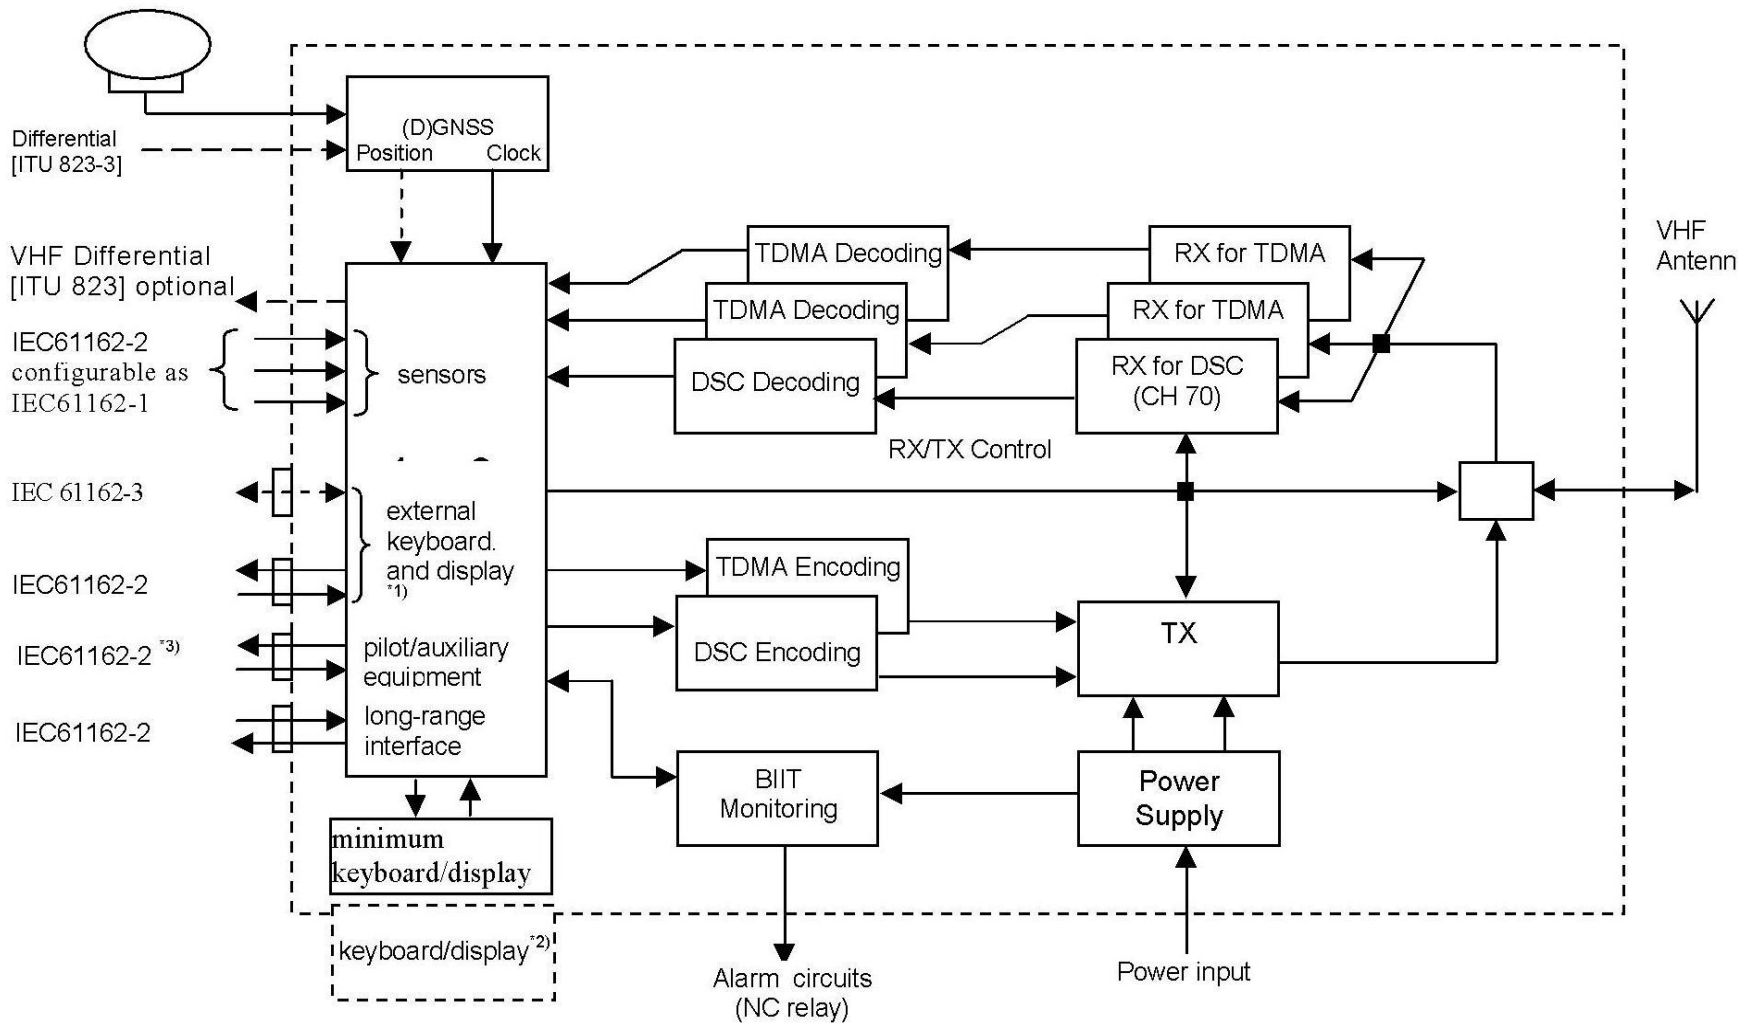 (D)GNSS
Position Clock
Differential
[ITU 823-3]
VHF Differential
[ITU 823] optional
IEC61162-2
configurable as
IEC61162-1
sensors
IEC 61162-3
external
keyboard.
and display
*1)
IEC61162-2
IEC61162-2 *3)
pilot/auxiliary
equipment
IEC61162-2
long-range
interface
minimum
keyboard/display
keyboard/display*2)
TDMA Decoding
TDMA Decoding
DSC Decoding
RX for TDMA
RX for TDMA
RX for DSC
(CH 70)
RX/TX Control
VHF
Antenn
TDMA Encoding
DSC Encoding
TX
BIIT
Monitoring
Power
Supply
Alarm circuits
(NC relay)
Power input